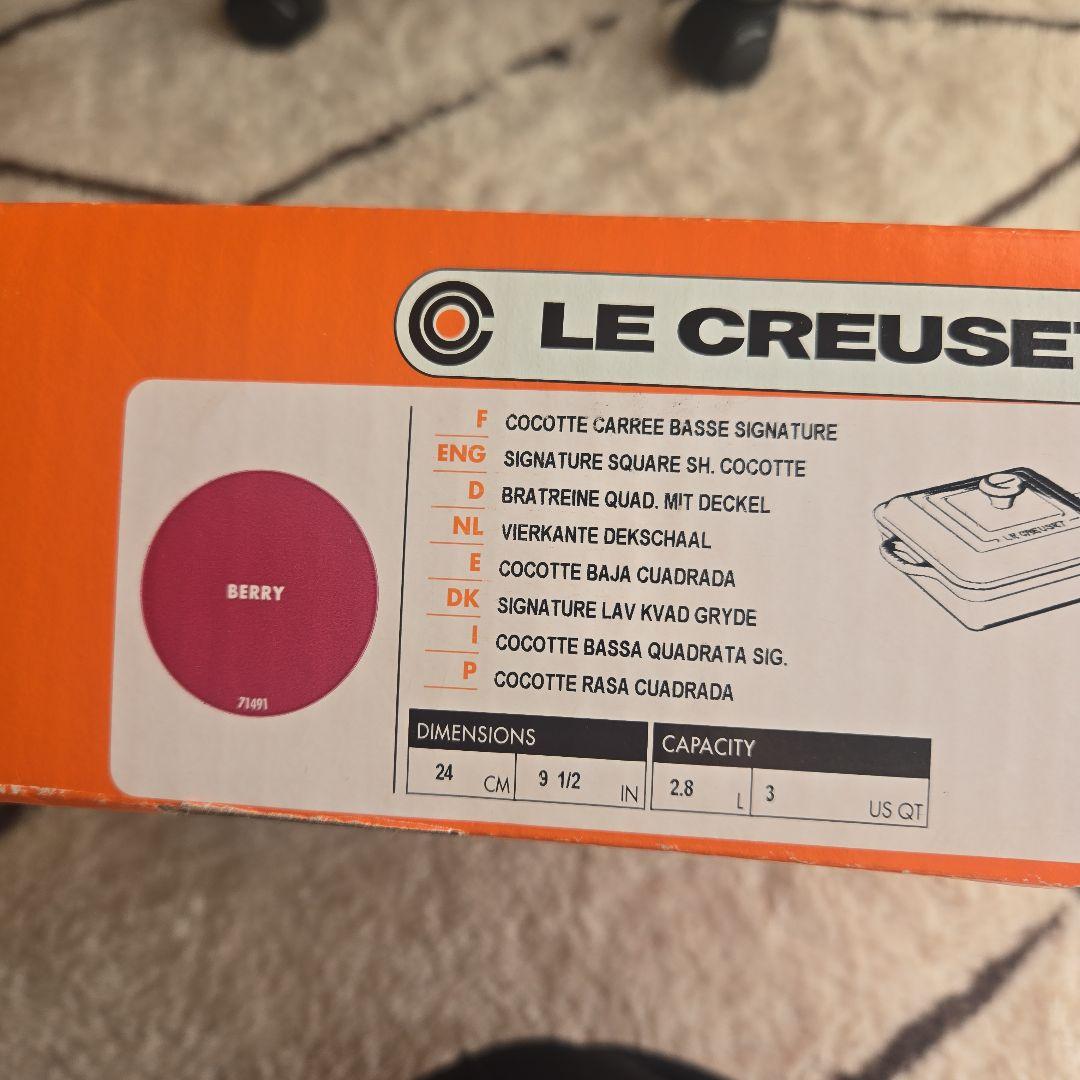 LE CREUSET
F COCOTTE CARREE BASSE SIGNATURE
ENG SIGNATURE SQUARE SH. COCOTTE
D BRATREINE QUAD. MIT DECKEL
NL VIERKANTE DEKSCHAAL
E COCOTTE BAJA CUADRADA
DK SIGNATURE LAV KVAD GRYDE
I COCOTTE BASSA QUADRATA SIG.
P COCOTTE RASA CUADRADA
BERRY
71491
DIMENSIONS CAPACITY
24 CM 9 1/2 IN 2.8 L 3 US QT
LE CREUSET